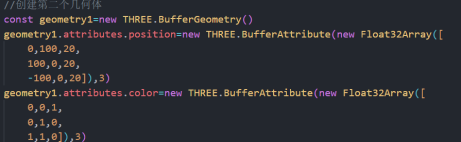 //创建第二个几何体
const geometry1=new THREE.BufferGeometry()
geometry1.attributes.position=new THREE.BufferAttribute(new Float32Array([
0,100,20,
100,0,20,
-100,0,20]),3)
geometry1.attributes.color=new THREE.BufferAttribute(new Float32Array([
0,0,1,
0,1,0,
1,1,0]),3)